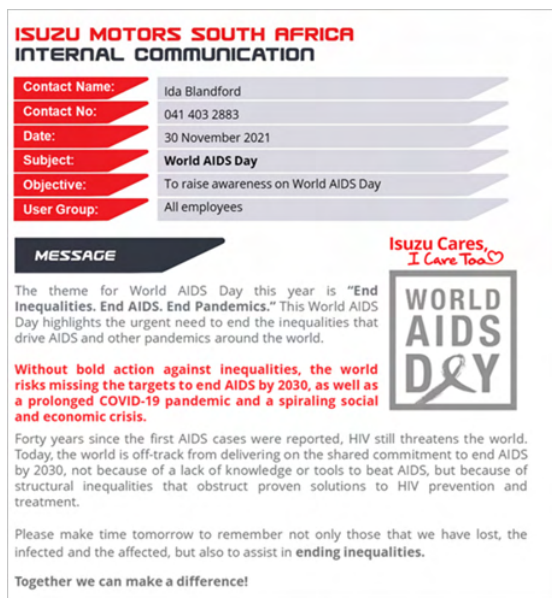 ISUZU MOTORS SOUTH AFRICA
INTERNAL COMMUNICATION
Contact Name: Ida Blandford
Contact No: 041 403 2883
Date: 30 November 2021
Subject: World AIDS Day
Objective: To raise awareness on World AIDS Day
User Group: All employees
MESSAGE
Isuzu Cares,
I Care Too
WORLD
AIDS
DAY
The theme for World AIDS Day this year is “End
Inequalities. End AIDS. End Pandemics.” This World AIDS
Day highlights the urgent need to end the inequalities that
drive AIDS and other pandemics around the world.
Without bold action against inequalities, the world
risks missing the targets to end AIDS by 2030, as well as
a prolonged COVID-19 pandemic and a spiraling social
and economic crisis.
Forty years since the first AIDS cases were reported, HIV still threatens the world.
Today, the world is off-track from delivering on the shared commitment to end AIDS
by 2030, not because of a lack of knowledge or tools to beat AIDS, but because of
structural inequalities that obstruct proven solutions to HIV prevention and
treatment.
Please make time tomorrow to remember not only those that we have lost, the
infected and the affected, but also to assist in ending inequalities.
Together we can make a difference!